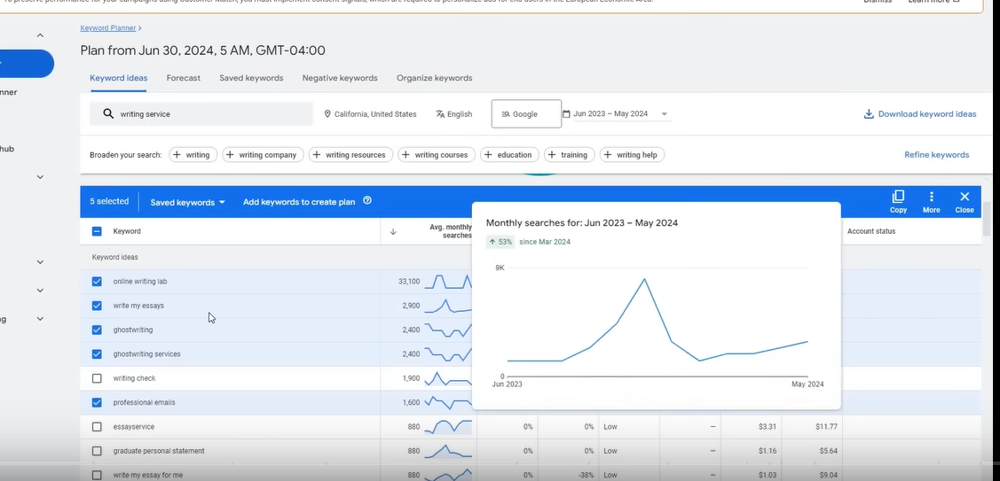 To preserve performance for your campaigns using Customer Match, you must implement consent signals, which are required to personalize ads for end users in the European Economic Area.
Dismiss Learn more
Keyword Planner >
Plan from Jun 30, 2024, 5 AM, GMT-04:00
Keyword ideas Forecast Saved keywords Negative keywords Organize keywords
nner
writing service California, United States English Google Jun 2023 – May 2024 Download keyword ideas
hub
Broaden your search: + writing + writing company + writing resources + writing courses + education + training + writing help Refine keywords
5 selected Saved keywords Add keywords to create plan Copy More Close
Keyword Avg. monthly searches Account status
Monthly searches for: Jun 2023 – May 2024
53% since Mar 2024
9K
0
Jun 2023 May 2024
Keyword ideas
online writing lab 33,100
write my essays 2,900
ng
ghostwriting 2,400
ghostwriting services 2,400
writing check 1,900
professional emails 1,600
essayservice 880 0% 0% Low – $3.31 $11.77
graduate personal statement 880 0% 0% Low – $1.16 $5.64
write my essay for me 880 0% -38% Low – $1.03 $9.04